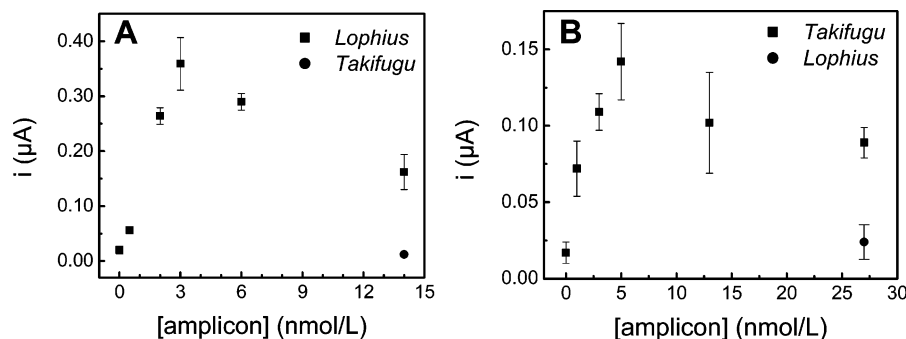 A
Lophius
Takifugu
0.40
0.30
0.20
0.10
0.00
i (µA)
0 3 6 9 12 15
[amplicon] (nmol/L)
B
Takifugu
Lophius
0.15
0.10
0.05
0.00
i (µA)
0 5 10 15 20 25 30
[amplicon] (nmol/L)